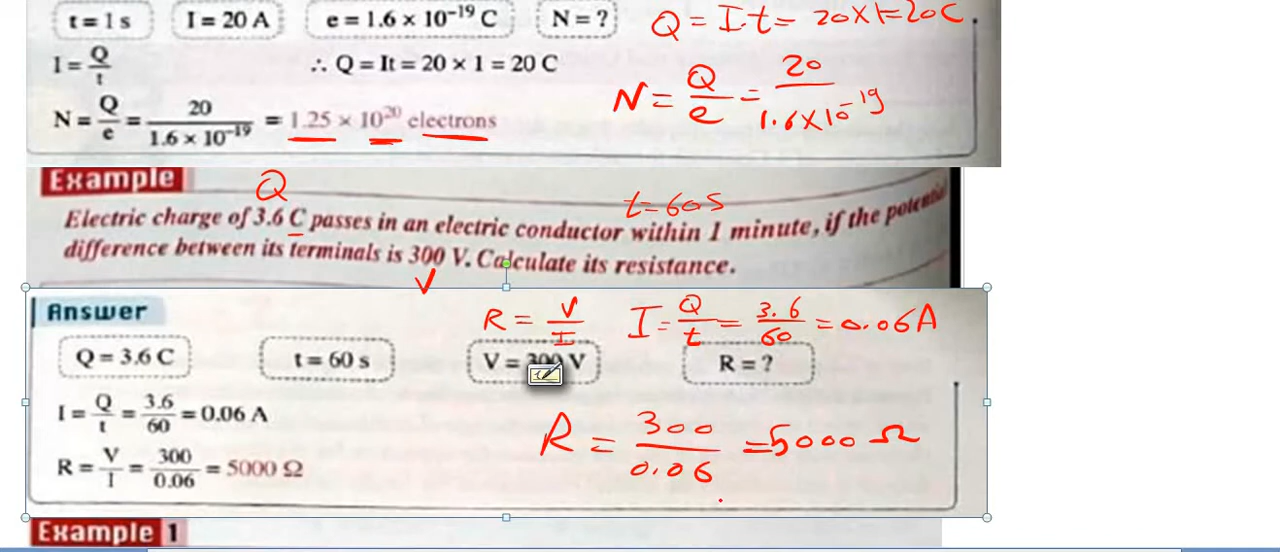 t = 1 s I = 20 A e = 1.6 × 10⁻¹⁹ C N = ?
Q = I.t = 20 X 1 = 20 C
I = Q/t ∴ Q = It = 20 × 1 = 20 C
N = Q/e = 20/(1.6 × 10⁻¹⁹) = 1.25 × 10²⁰ electrons
N = Q/e = 20/(1.6 X 10⁻¹⁹)
Example
Q
t = 60 s
Electric charge of 3.6 C passes in an electric conductor within 1 minute, if the potential
difference between its terminals is 300 V. Calculate its resistance.
V
Answer
R = V/I I = Q/t = 3.6/60 = 0.06 A
Q = 3.6 C t = 60 s V = 300 V R = ?
I = Q/t = 3.6/60 = 0.06 A
R = V/I = 300/0.06 = 5000 Ω
R = 300/0.06 = 5000 Ω
Example 1